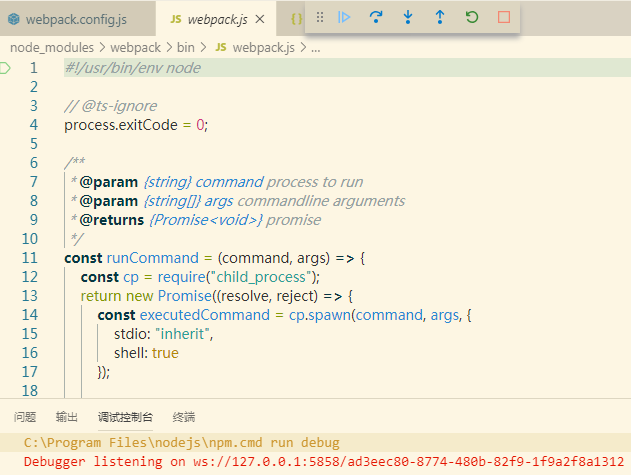 webpack.config.js
JS webpack.js ×
{}
node_modules > webpack > bin > JS webpack.js > ...
1 #!/usr/bin/env node
2
3 // @ts-ignore
4 process.exitCode = 0;
5
6 /**
7 * @param {string} command process to run
8 * @param {string[]} args commandline arguments
9 * @returns {Promise<void>} promise
10 */
11 const runCommand = (command, args) => {
12 const cp = require("child_process");
13 return new Promise((resolve, reject) => {
14 const executedCommand = cp.spawn(command, args, {
15 stdio: "inherit",
16 shell: true
17 });
18
问题 输出 调试控制台 终端
C:\Program Files\nodejs\npm.cmd run debug
Debugger listening on ws://127.0.0.1:5858/ad3eec80-8774-480b-82f9-1f9a2f8a1312